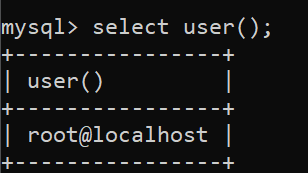 mysql> select user();
+----------------+
| user()         |
+----------------+
| root@localhost |
+----------------+